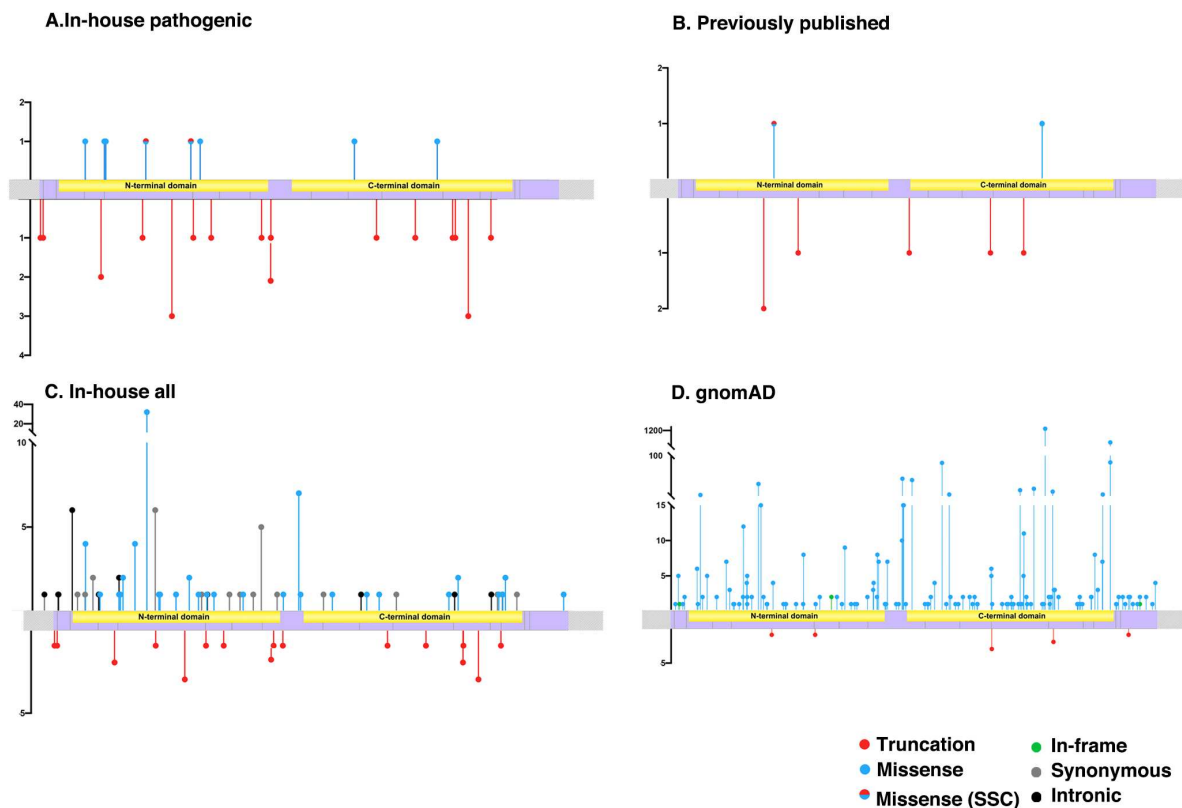 A.In-house pathogenic
B. Previously published
2
1
N-terminal domain
C-terminal domain
1
2
3
4
2
1
N-terminal domain
C-terminal domain
1
2
C. In-house all
D. gnomAD
40
20
10
5
N-terminal domain
C-terminal domain
5
1200
100
15
10
5
N-terminal domain
C-terminal domain
5
Truncation
In-frame
Missense
Synonymous
Missense (SSC)
Intronic